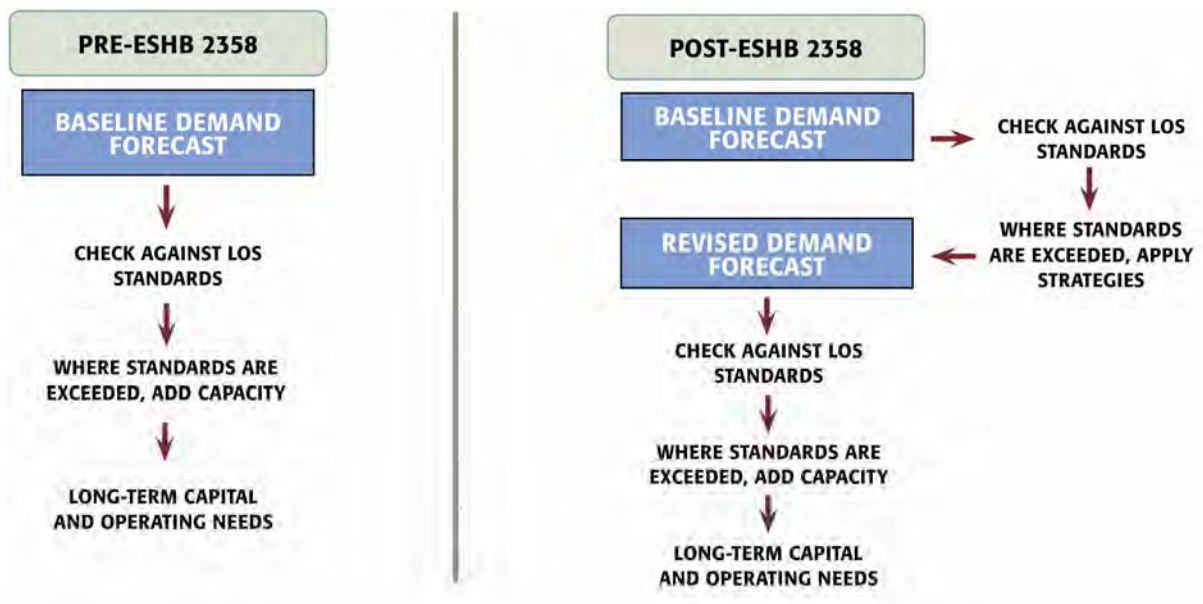 PRE-ESHB 2358
BASELINE DEMAND
FORECAST
CHECK AGAINST LOS
STANDARDS
WHERE STANDARDS ARE
EXCEEDED, ADD CAPACITY
LONG-TERM CAPITAL
AND OPERATING NEEDS
POST-ESHB 2358
BASELINE DEMAND
FORECAST
CHECK AGAINST LOS
STANDARDS
WHERE STANDARDS
ARE EXCEEDED, APPLY
STRATEGIES
REVISED DEMAND
FORECAST
CHECK AGAINST LOS
STANDARDS
WHERE STANDARDS ARE
EXCEEDED, ADD CAPACITY
LONG-TERM CAPITAL
AND OPERATING NEEDS